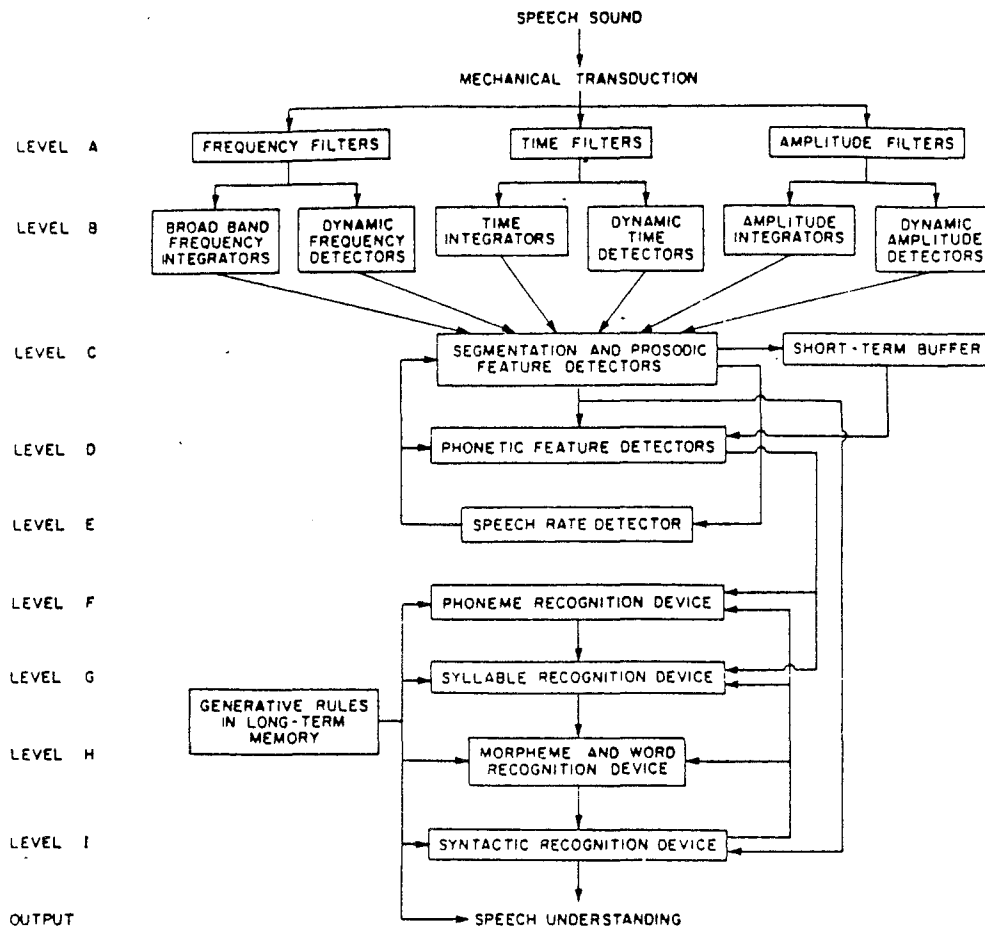 SPEECH SOUND
MECHANICAL TRANSDUCTION
LEVEL A
FREQUENCY FILTERS
TIME FILTERS
AMPLITUDE FILTERS
LEVEL B
BROAD BAND
FREQUENCY
INTEGRATORS
DYNAMIC
FREQUENCY
DETECTORS
TIME
INTEGRATORS
DYNAMIC
TIME
DETECTORS
AMPLITUDE
INTEGRATORS
DYNAMIC
AMPLITUDE
DETECTORS
LEVEL C
SEGMENTATION AND PROSODIC
FEATURE DETECTORS
SHORT-TERM BUFFER
LEVEL D
PHONETIC FEATURE DETECTORS
LEVEL E
SPEECH RATE DETECTOR
LEVEL F
PHONEME RECOGNITION DEVICE
LEVEL G
SYLLABLE RECOGNITION DEVICE
GENERATIVE RULES
IN LONG-TERM
MEMORY
LEVEL H
MORPHEME AND WORD
RECOGNITION DEVICE
LEVEL I
SYNTACTIC RECOGNITION DEVICE
OUTPUT
SPEECH UNDERSTANDING